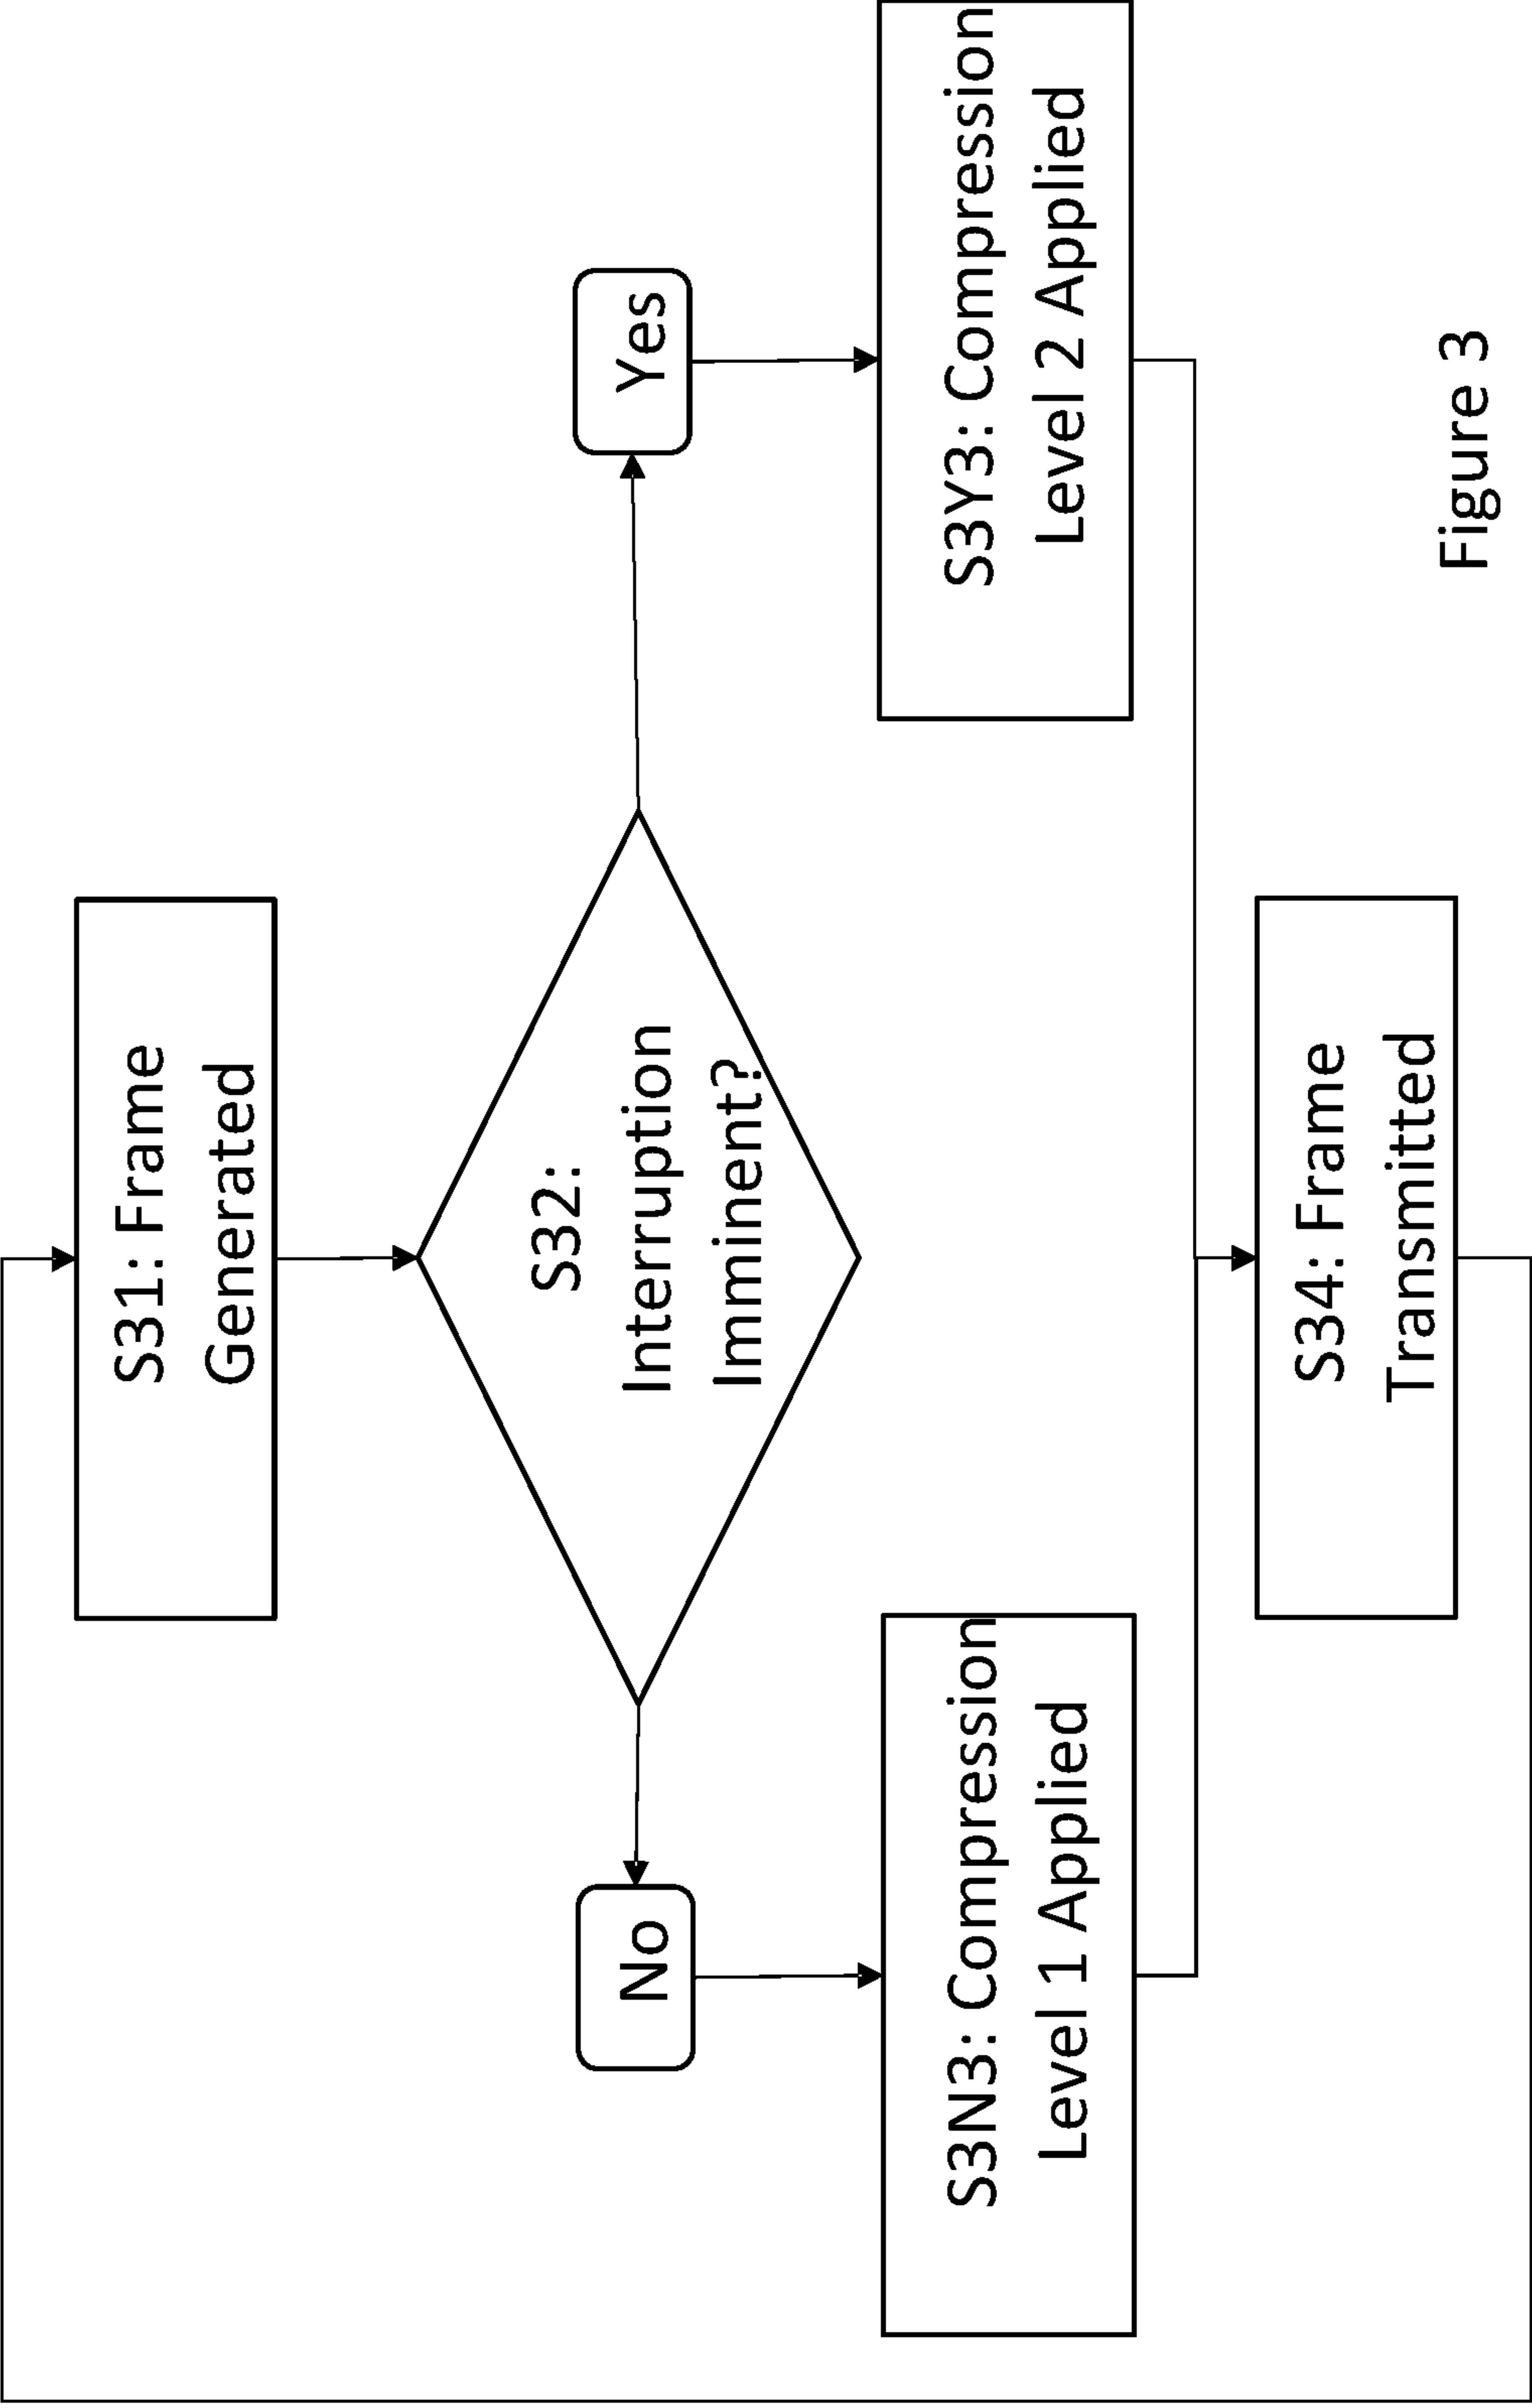 S31: Frame
Generated
S32:
Interruption
Imminent?
No
Yes
S3N3: Compression
Level 1 Applied
S3Y3: Compression
Level 2 Applied
S34: Frame
Transmitted
Figure 3